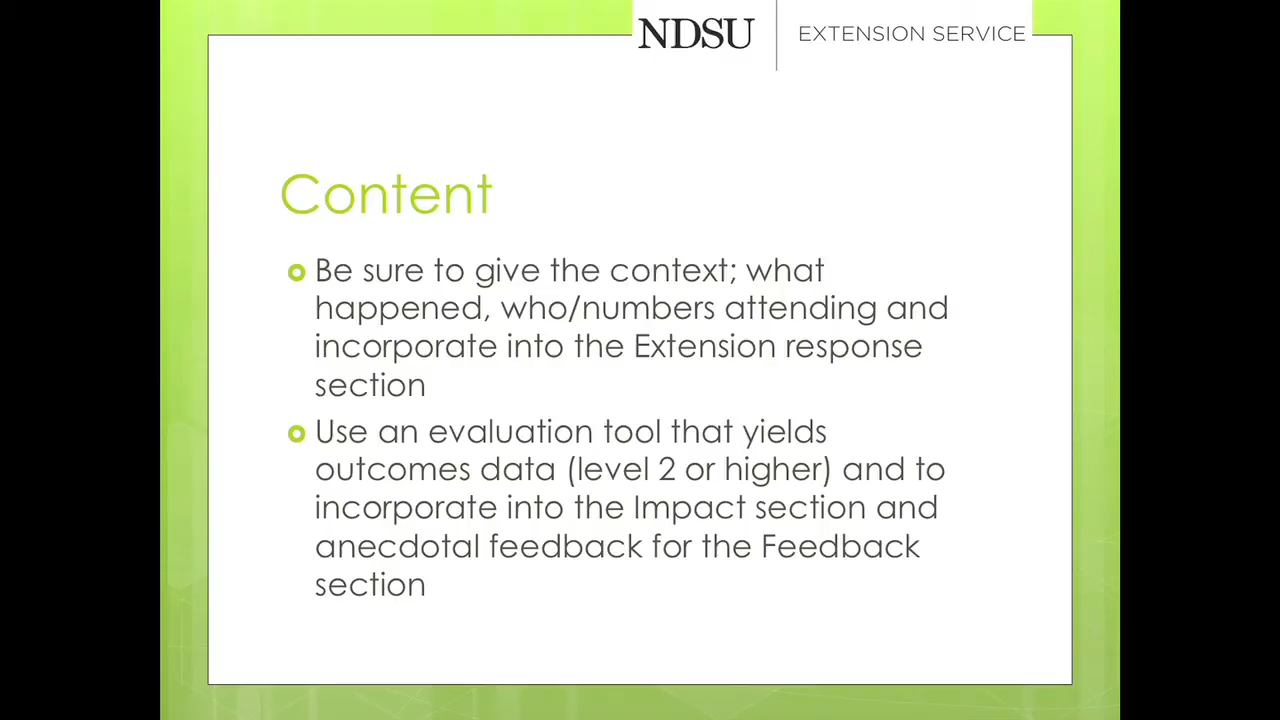 NDSU
EXTENSION SERVICE
Content
Be sure to give the context; what
happened, who/numbers attending and
incorporate into the Extension response
section
Use an evaluation tool that yields
outcomes data (level 2 or higher) and to
incorporate into the Impact section and
anecdotal feedback for the Feedback
section